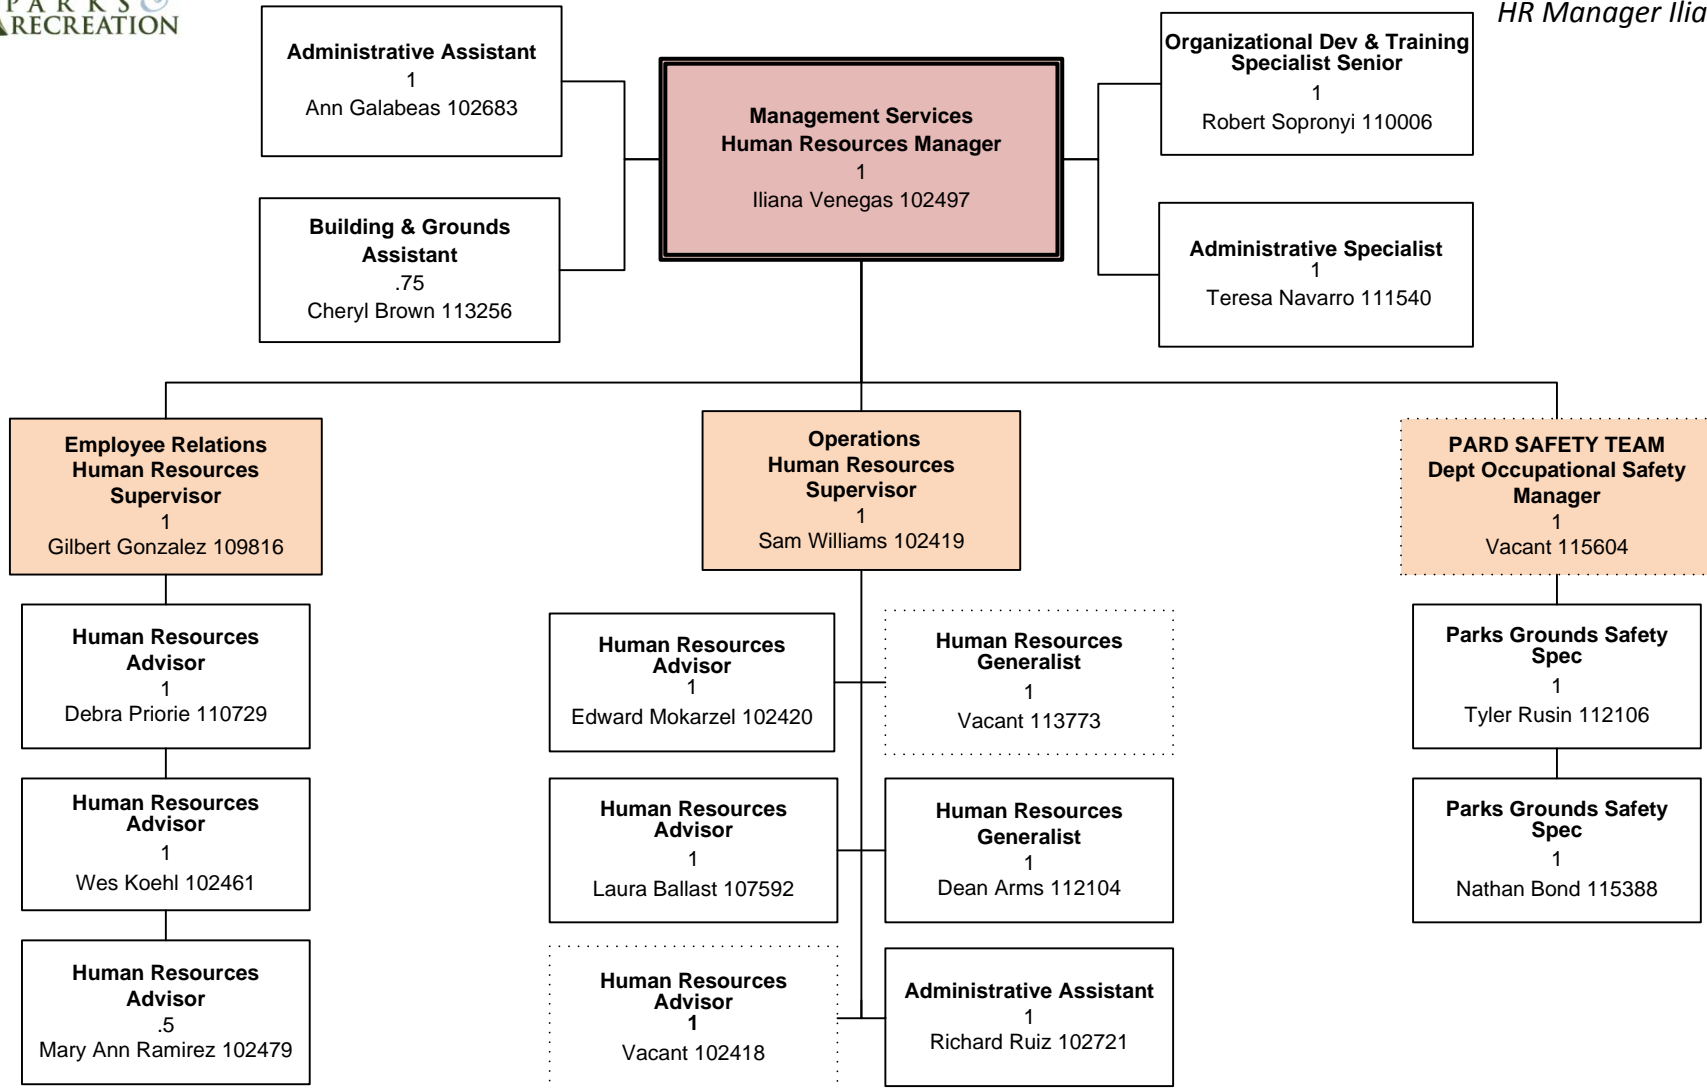 PARKS &
RECREATION
HR Manager Ilia
Administrative Assistant
1
Ann Galabeas 102683
Management Services
Human Resources Manager
1
Iliana Venegas 102497
Organizational Dev & Training
Specialist Senior
1
Robert Sopronyi 110006
Building & Grounds
Assistant
.75
Cheryl Brown 113256
Administrative Specialist
1
Teresa Navarro 111540
Employee Relations
Human Resources
Supervisor
1
Gilbert Gonzalez 109816
Operations
Human Resources
Supervisor
1
Sam Williams 102419
PARD SAFETY TEAM
Dept Occupational Safety
Manager
1
Vacant 115604
Human Resources
Advisor
1
Debra Priorie 110729
Human Resources
Advisor
1
Edward Mokarzel 102420
Human Resources
Generalist
1
Vacant 113773
Parks Grounds Safety
Spec
1
Tyler Rusin 112106
Human Resources
Advisor
1
Wes Koehl 102461
Human Resources
Advisor
1
Laura Ballast 107592
Human Resources
Generalist
1
Dean Arms 112104
Parks Grounds Safety
Spec
1
Nathan Bond 115388
Human Resources
Advisor
.5
Mary Ann Ramirez 102479
Human Resources
Advisor
1
Vacant 102418
Administrative Assistant
1
Richard Ruiz 102721